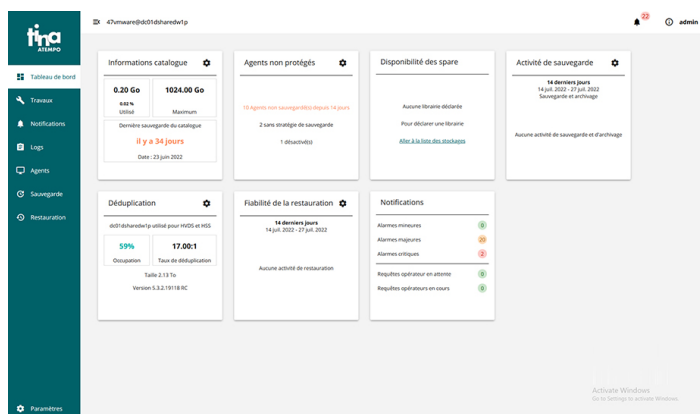 tina
ATEMPO
47vmware@dc01dsharedw1p
22
admin
Tableau de bord
Travaux
Notifications
Logs
Agents
Sauvegarde
Restauration
Paramètres
Informations catalogue
0.20 Go
0.02 %
Utilisé
1024.00 Go
Maximum
Dernière sauvegarde du catalogue
il y a 34 jours
Date : 23 juin 2022
Agents non protégés
10 Agents non sauvegardé(s) depuis 14 jours
2 sans stratégie de sauvegarde
1 désactivé(s)
Disponibilité des spare
Aucune librairie déclarée
Pour déclarer une librairie
Aller à la liste des stockages
Activité de sauvegarde
14 derniers jours
14 juil. 2022 - 27 juil. 2022
Sauvegarde et archivage
Aucune activité de sauvegarde et d'archivage
Déduplication
dc01dsharedw1p utilisé pour HVDS et HSS
59%
Occupation
17.00:1
Taux de déduplication
Taille 2.13 To
Version 5.3.2.19118 RC
Fiabilité de la restauration
14 derniers jours
14 juil. 2022 - 27 juil. 2022
Aucune activité de restauration
Notifications
Alarmes mineures 0
Alarmes majeures 20
Alarmes critiques 2
Requêtes opérateur en attente 0
Requêtes opérateurs en cours 0
Activate Windows
Go to Settings to activate Windows.